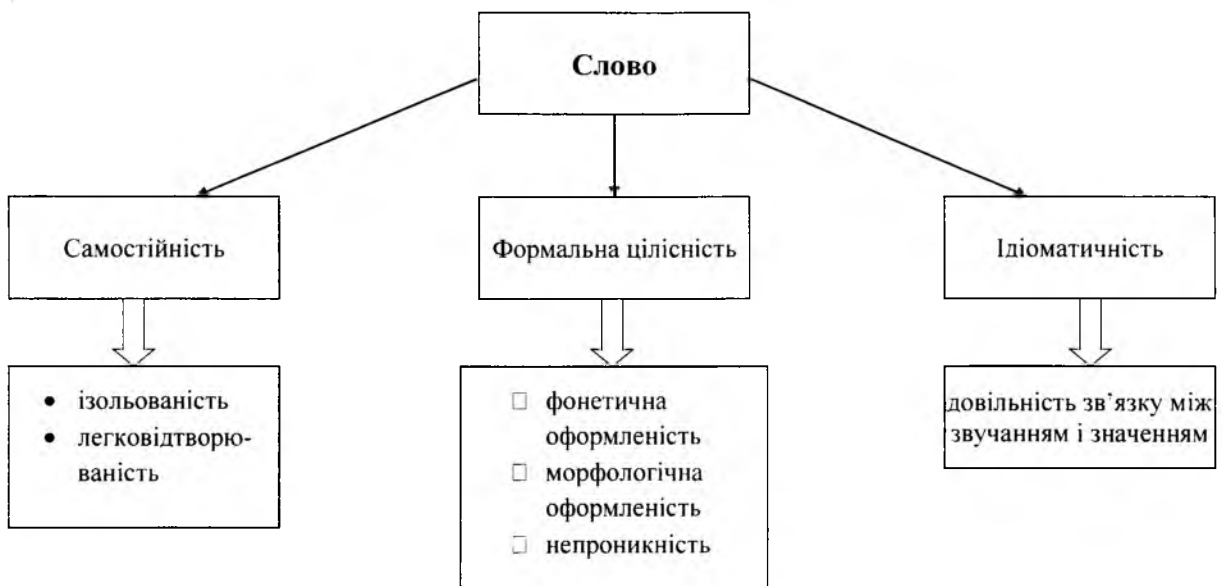 Слово
Самостійність
Формальна цілісність
Ідіоматичність
• ізольованість
• легковідтворю-
ваність
□ фонетична
оформленість
□ морфологічна
оформленість
□ непроникність
довільність зв’язку між
звучанням і значенням